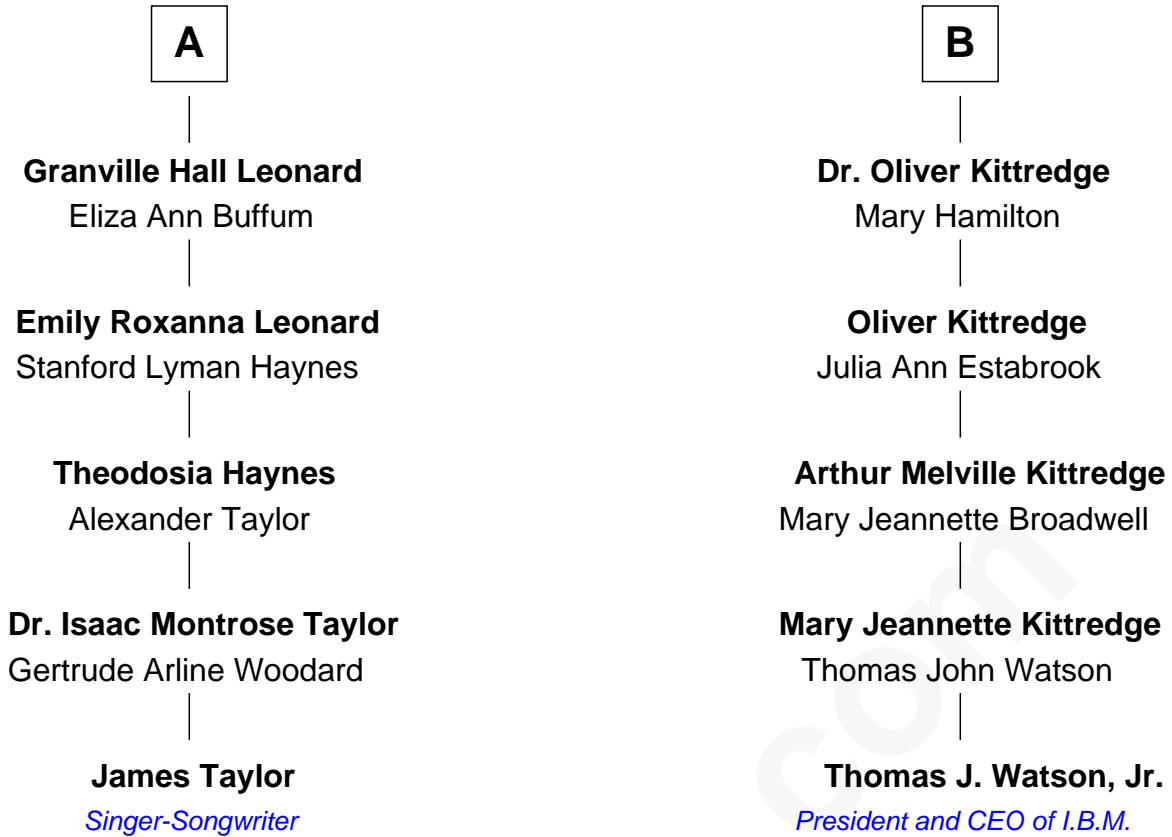 A
Granville Hall Leonard
Eliza Ann Buffum
Emily Roxanna Leonard
Stanford Lyman Haynes
Theodosia Haynes
Alexander Taylor
Dr. Isaac Montrose Taylor
Gertrude Arline Woodard
James Taylor
Singer-Songwriter
B
Dr. Oliver Kittredge
Mary Hamilton
Oliver Kittredge
Julia Ann Estabrook
Arthur Melville Kittredge
Mary Jeannette Broadwell
Mary Jeannette Kittredge
Thomas John Watson
Thomas J. Watson, Jr.
President and CEO of I.B.M.
com